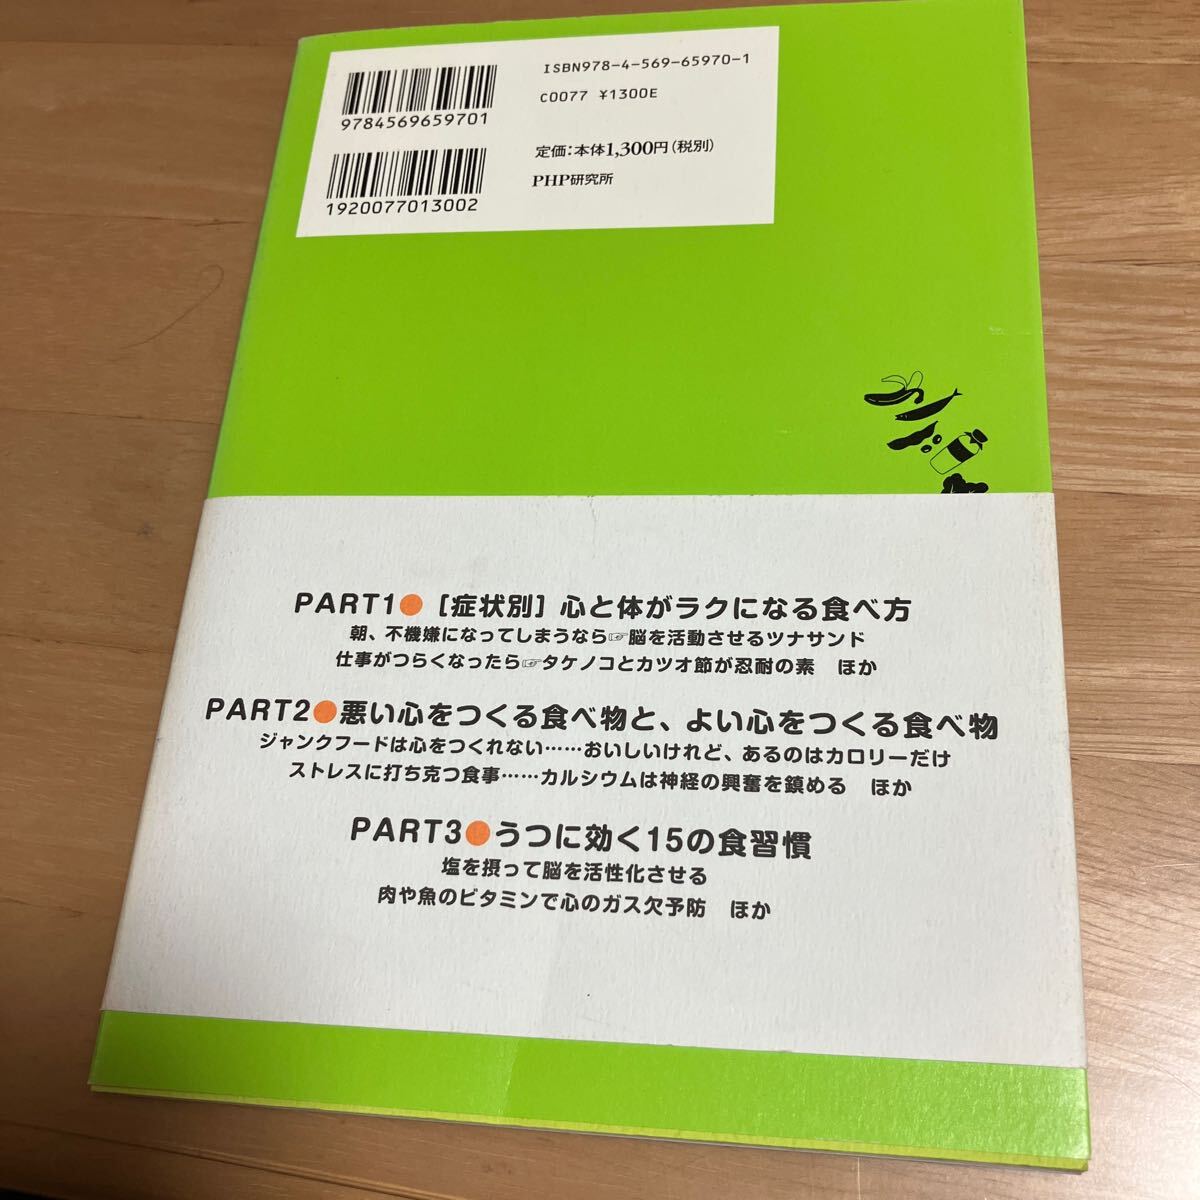 ISBN978-4-569-65970-1
C0077 ¥1300E
9784569659701
定価:本体1,300円(税別)
PHP研究所
1920077013002
PART1●[症状別]心と体がラクになる食べ方
朝、不機嫌になってしまうなら☞脳を活動させるツナサンド
仕事がつらくなったら☞タケノコとカツオ節が忍耐の素 ほか
PART2●悪い心をつくる食べ物と、よい心をつくる食べ物
ジャンクフードは心をつくれない……おいしいけれど、あるのはカロリーだけ
ストレスに打ち克つ食事……カルシウムは神経の興奮を鎮める ほか
PART3●うつに効く15の食習慣
塩を摂って脳を活性化させる
肉や魚のビタミンで心のガス欠予防 ほか